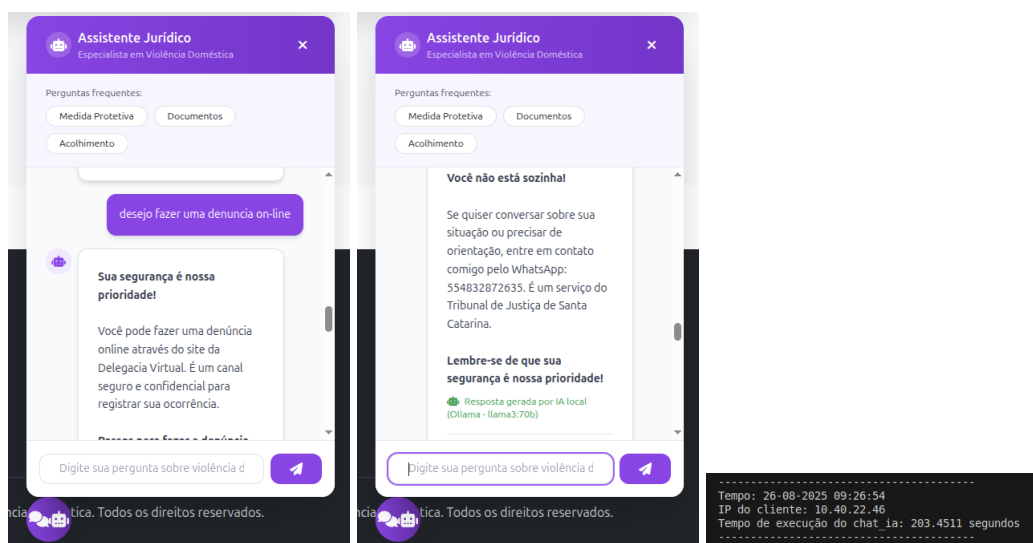 Assistente Jurídico
Especialista em Violência Doméstica
×
Perguntas frequentes:
Medida Protetiva
Documentos
Acolhimento
desejo fazer uma denuncia on-line
Sua segurança é nossa
prioridade!
Você pode fazer uma denúncia
online através do site da
Delegacia Virtual. É um canal
seguro e confidencial para
registrar sua ocorrência.
Passos para fazer a denúncia
Digite sua pergunta sobre violência d
tica. Todos os direitos reservados.
Assistente Jurídico
Especialista em Violência Doméstica
×
Perguntas frequentes:
Medida Protetiva
Documentos
Acolhimento
Você não está sozinha!
Se quiser conversar sobre sua
situação ou precisar de
orientação, entre em contato
comigo pelo WhatsApp:
554832872635. É um serviço do
Tribunal de Justiça de Santa
Catarina.
Lembre-se de que sua
segurança é nossa prioridade!
Resposta gerada por IA local
(Ollama - llama3:70b)
Digite sua pergunta sobre violência d
tica. Todos os direitos reservados.
----------------------------------------
Tempo: 26-08-2025 09:26:54
IP do cliente: 10.40.22.46
Tempo de execução do chat_ia: 203.4511 segundos
----------------------------------------